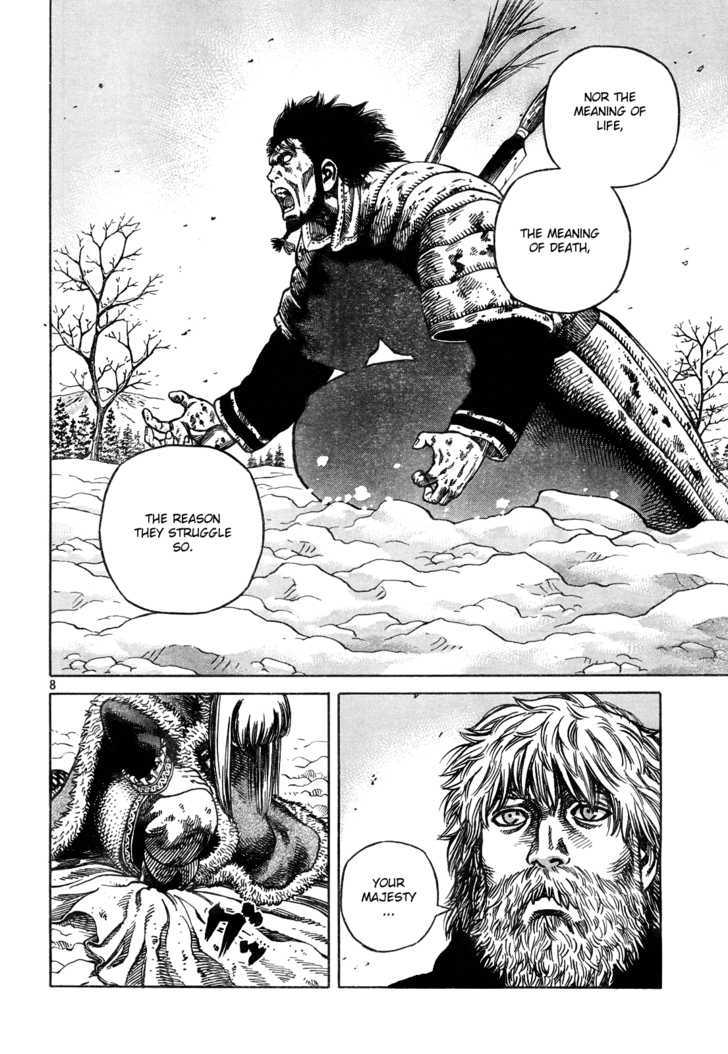 NOR THE
MEANING OF
LIFE,
THE MEANING
OF DEATH,
THE REASON
THEY STRUGGLE
SO.
8
YOUR
MAJESTY
...